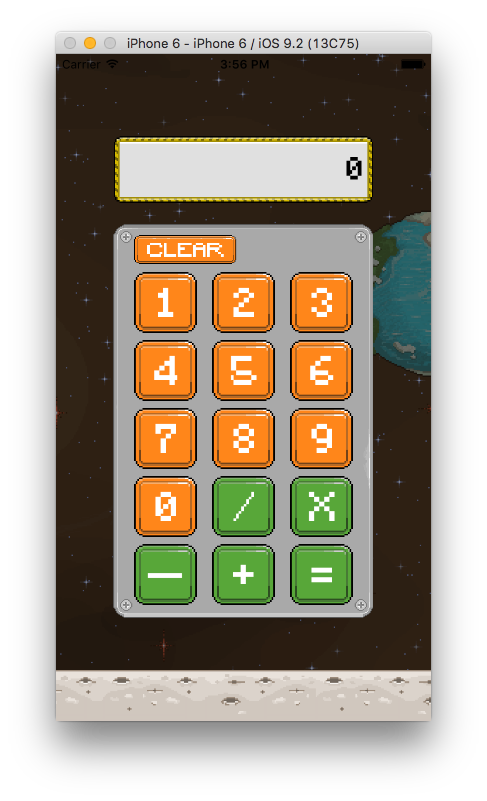 iPhone 6 - iPhone 6 / iOS 9.2 (13C75)
Carrier 3:56 PM
0
CLEAR
1 2 3
4 5 6
7 8 9
0 / X
— + =